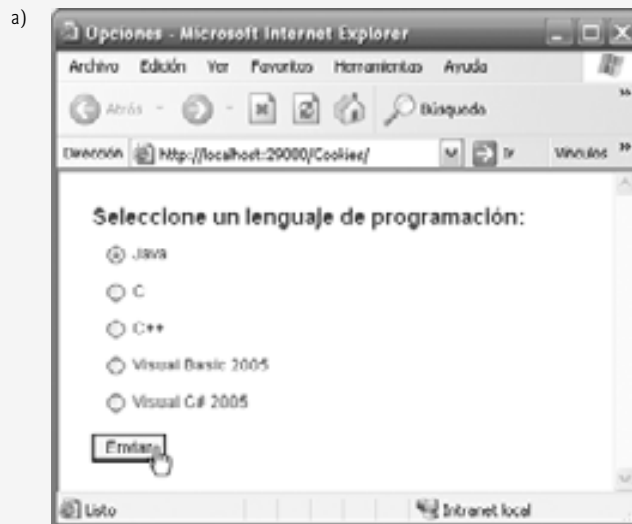 a)
Opciones - Microsoft Internet Explorer
Archivo Edición Ver Favoritos Herramientas Ayuda
Atrás Búsqueda »
Dirección http://localhost:29000/Cookies/ Ir Vínculos »
Seleccione un lenguaje de programación:
Java
C
C++
Visual Basic 2005
Visual C# 2005
Enviar
Listo Intranet local